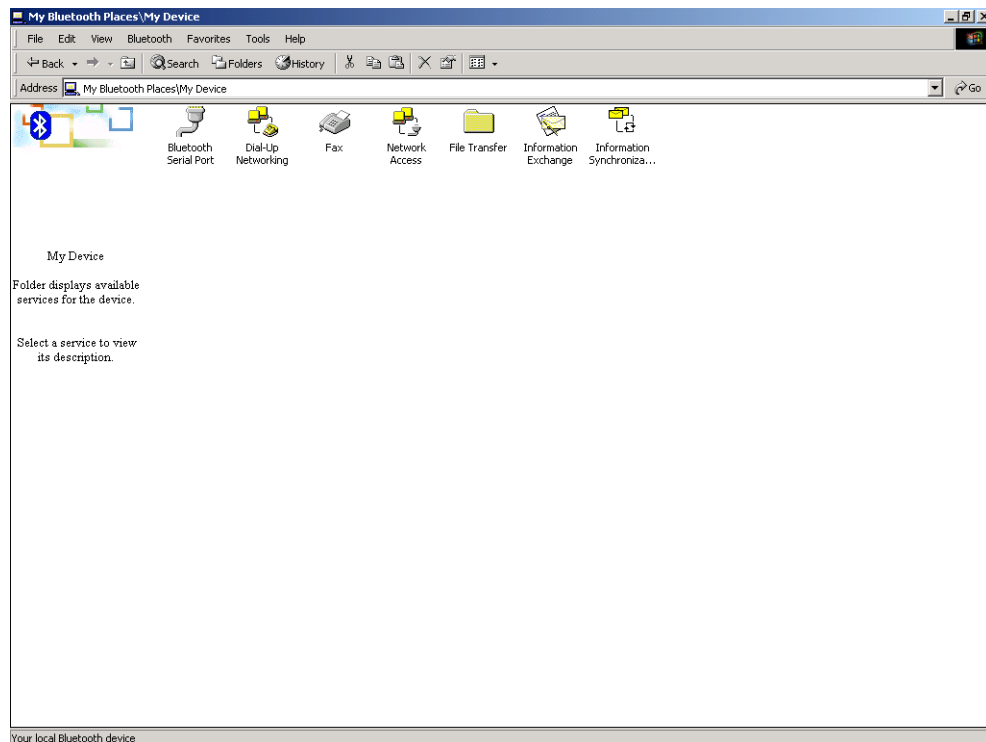 My Bluetooth Places\My Device
File Edit View Bluetooth Favorites Tools Help
Back Search Folders History
Address My Bluetooth Places\My Device Go
Bluetooth Serial Port
Dial-Up Networking
Fax
Network Access
File Transfer
Information Exchange
Information Synchroniza...
My Device
Folder displays available
services for the device.
Select a service to view
its description.
Your local Bluetooth device